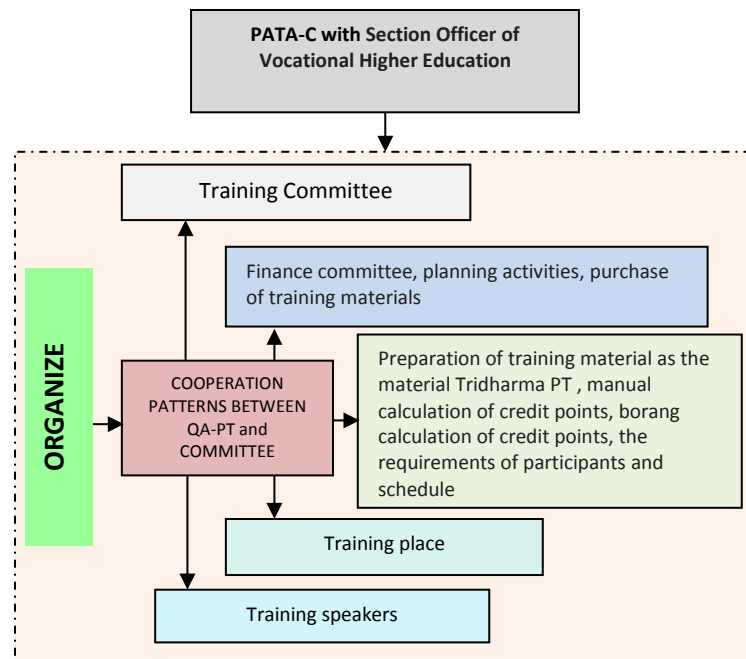 PATA-C with Section Officer of
Vocational Higher Education
Training Committee
Finance committee, planning activities, purchase
of training materials
ORGANIZE
COOPERATION
PATTERNS BETWEEN
QA-PT and
COMMITTEE
Preparation of training material as the
material Tridharma PT , manual
calculation of credit points, borang
calculation of credit points, the
requirements of participants and
schedule
Training place
Training speakers